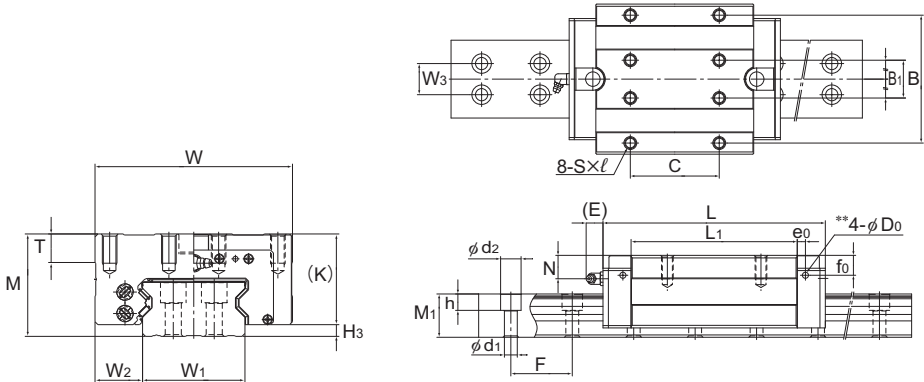 W3
B1
B
8-S×ℓ
C
W
(E)
L
L1
e0
**4-φD0
T
M
(K)
φd2
N
f0
h
M1
H3
φd1
F
W2
W1